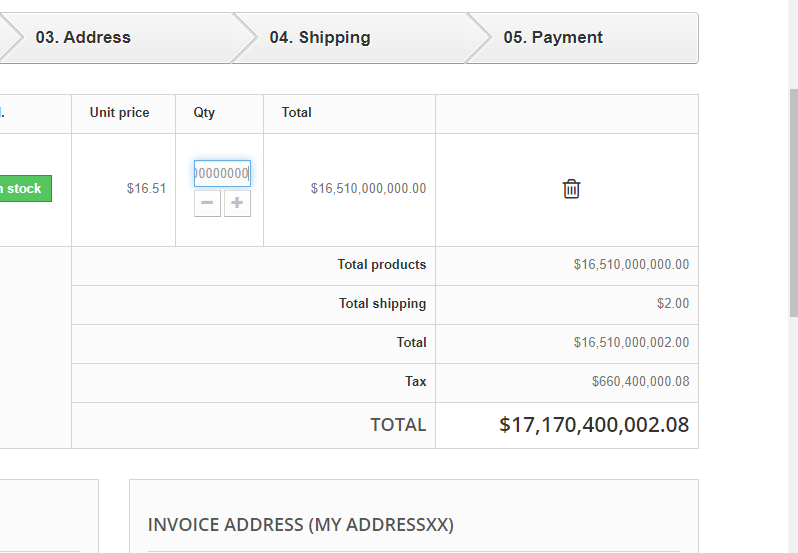 03. Address
04. Shipping
05. Payment
Unit price
Qty
Total
stock
$16.51
00000000
$16,510,000,000.00
Total products
$16,510,000,000.00
Total shipping
$2.00
Total
$16,510,000,002.00
Tax
$660,400,000.08
TOTAL
$17,170,400,002.08
INVOICE ADDRESS (MY ADDRESSXX)